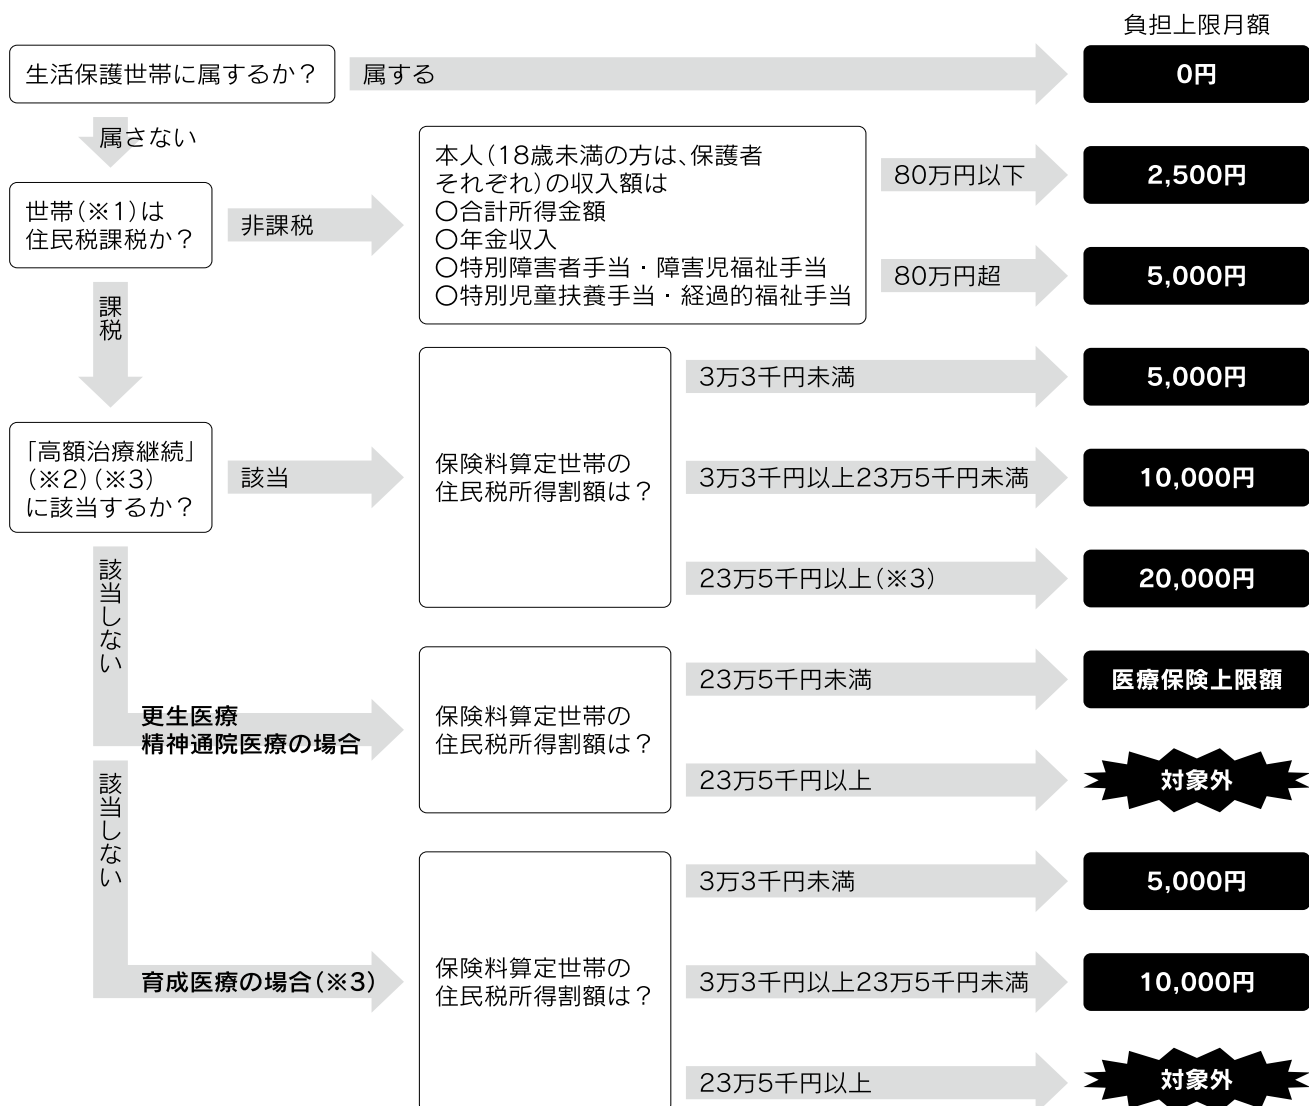 負担上限月額
生活保護世帯に属するか？
属する
0円
属さない
世帯（※1）は
住民税課税か？
非課税
本人（18歳未満の方は、保護者
それぞれ）の収入額は
○合計所得金額
○年金収入
○特別障害者手当・障害児福祉手当
○特別児童扶養手当・経過的福祉手当
80万円以下
2,500円
80万円超
5,000円
課税
「高額治療継続」
（※2）（※3）
に該当するか？
該当
保険料算定世帯の
住民税所得割額は？
3万3千円未満
5,000円
3万3千円以上23万5千円未満
10,000円
23万5千円以上（※3）
20,000円
該当しない
更生医療
精神通院医療の場合
保険料算定世帯の
住民税所得割額は？
23万5千円未満
医療保険上限額
23万5千円以上
対象外
該当しない
育成医療の場合（※3）
保険料算定世帯の
住民税所得割額は？
3万3千円未満
5,000円
3万3千円以上23万5千円未満
10,000円
23万5千円以上
対象外